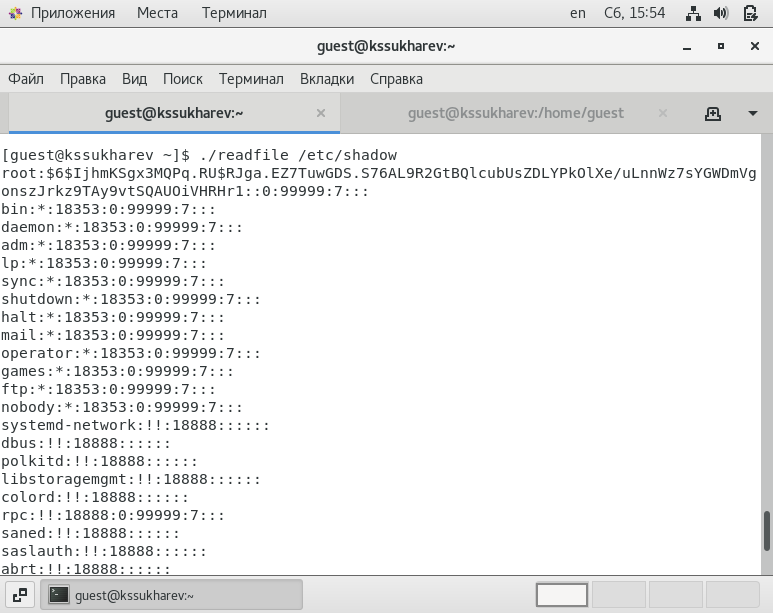 Приложения Места Терминал en Сб, 15:54
guest@kssukharev:~
Файл Правка Вид Поиск Терминал Вкладки Справка
guest@kssukharev:~ guest@kssukharev:/home/guest
[guest@kssukharev ~]$ ./readfile /etc/shadow
root:$6$IjhmKSgx3MQPq.RU$RJga.EZ7TuwGDS.S76AL9R2GtBQlcubUsZDLYPkOlXe/uLnnWz7sYGWDmVg
onszJrkz9TAy9vtSQAUOiVHRHr1::0:99999:7:::
bin:*:18353:0:99999:7:::
daemon:*:18353:0:99999:7:::
adm:*:18353:0:99999:7:::
lp:*:18353:0:99999:7:::
sync:*:18353:0:99999:7:::
shutdown:*:18353:0:99999:7:::
halt:*:18353:0:99999:7:::
mail:*:18353:0:99999:7:::
operator:*:18353:0:99999:7:::
games:*:18353:0:99999:7:::
ftp:*:18353:0:99999:7:::
nobody:*:18353:0:99999:7:::
systemd-network:!!:18888::::::
dbus:!!:18888::::::
polkitd:!!:18888::::::
libstoragemgmt:!!:18888::::::
colord:!!:18888::::::
rpc:!!:18888:0:99999:7:::
saned:!!:18888::::::
saslauth:!!:18888::::::
abrt:!!:18888::::::
guest@kssukharev:~